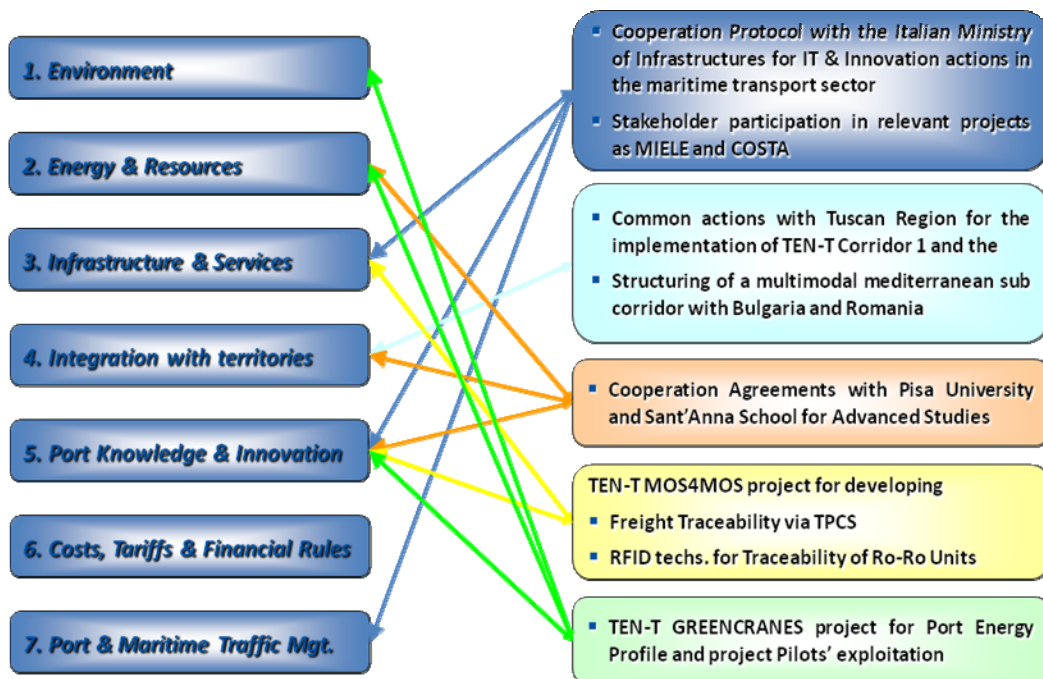 1. Environment
2. Energy & Resources
3. Infrastructure & Services
4. Integration with territories
5. Port Knowledge & Innovation
6. Costs, Tariffs & Financial Rules
7. Port & Maritime Traffic Mgt.
▪ Cooperation Protocol with the Italian Ministry
of Infrastructures for IT & Innovation actions in
the maritime transport sector
▪ Stakeholder participation in relevant projects
as MIELE and COSTA
▪ Common actions with Tuscan Region for the
implementation of TEN-T Corridor 1 and the
▪ Structuring of a multimodal mediterranean sub
corridor with Bulgaria and Romania
▪ Cooperation Agreements with Pisa University
and Sant'Anna School for Advanced Studies
TEN-T MOS4MOS project for developing
▪ Freight Traceability via TPCS
▪ RFID techs. for Traceability of Ro-Ro Units
▪ TEN-T GREENCRANES project for Port Energy
Profile and project Pilots' exploitation